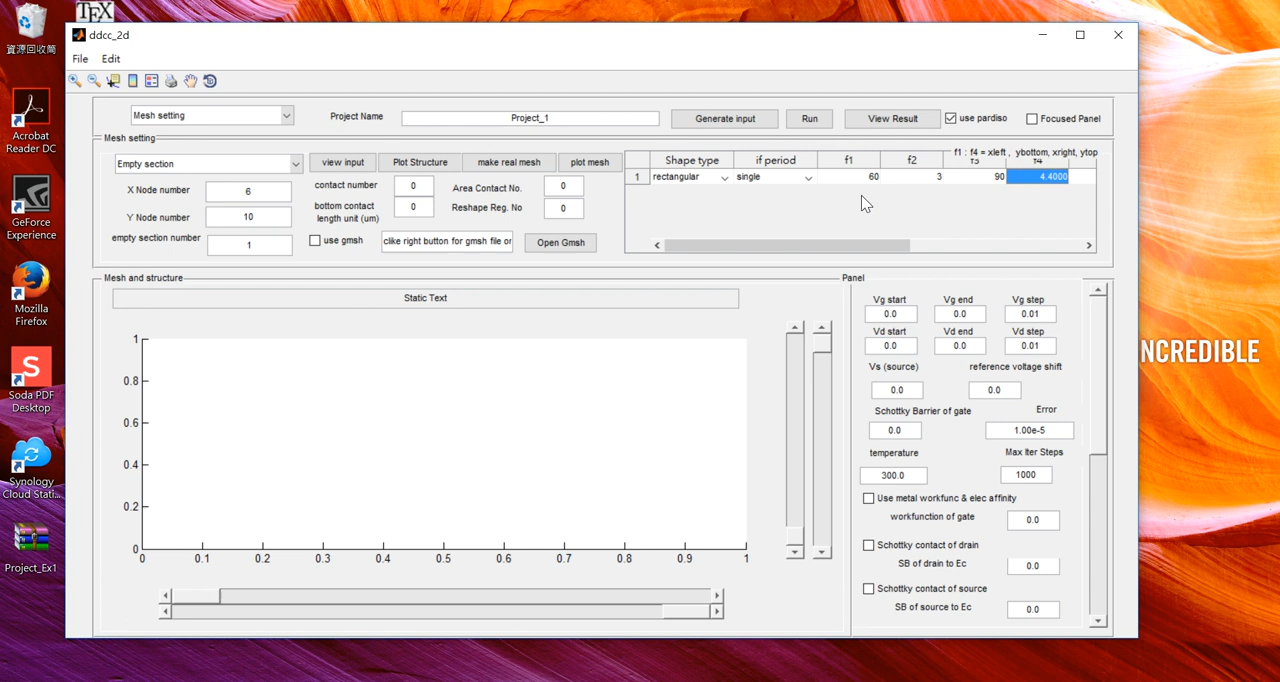 TEX
資源回收筒
Acrobat
Reader DC
GeForce
Experience
Mozilla
Firefox
S
Soda PDF
Desktop
Synology
Cloud Stati...
Project_Ex1
ddcc_2d
File Edit
Mesh setting Project Name Project_1 Generate input Run View Result use pardiso Focused Panel
Mesh setting
Empty section view input Plot Structure make real mesh plot mesh
X Node number 6
Y Node number 10
empty section number 1
contact number 0 Area Contact No. 0
bottom contact
length unit (um) 0 Reshape Reg. No 0
use gmsh clike right button for gmsh file or Open Gmsh
f1 : f4 = xleft , ybottom, xright, ytop
Shape type if period f1 f2 f3 f4
1 rectangular single 60 3 90 4.4000
Mesh and structure
Static Text
1
0.8
0.6
0.4
0.2
0
0 0.1 0.2 0.3 0.4 0.5 0.6 0.7 0.8 0.9 1
Panel
Vg start Vg end Vg step
0.0 0.0 0.01
Vd start Vd end Vd step
0.0 0.0 0.01
Vs (source) reference voltage shift
0.0 0.0
Schottky Barrier of gate Error
0.0 1.00e-5
temperature Max Iter Steps
300.0 1000
Use metal workfunc & elec affinity
workfunction of gate 0.0
Schottky contact of drain
SB of drain to Ec 0.0
Schottky contact of source
SB of source to Ec 0.0
NCREDIBLE